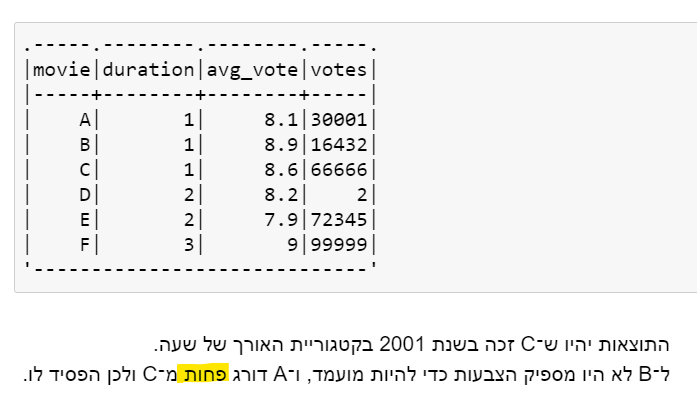 .-----.--------.--------.-----.
|movie|duration|avg_vote|votes|
|-----+--------+--------+-----|
|    A|       1|     8.1|30001|
|    B|       1|     8.9|16432|
|    C|       1|     8.6|66666|
|    D|       2|     8.2|    2|
|    E|       2|     7.9|72345|
|    F|       3|       9|99999|
'-----------------------------'
התוצאות יהיו ש־C זכה בשנת 2001 בקטגוריית האורך של שעה.
ל־B לא היו מספיק הצבעות כדי להיות מועמד, ו־A דורג פחות מ־C ולכן הפסיד לו.